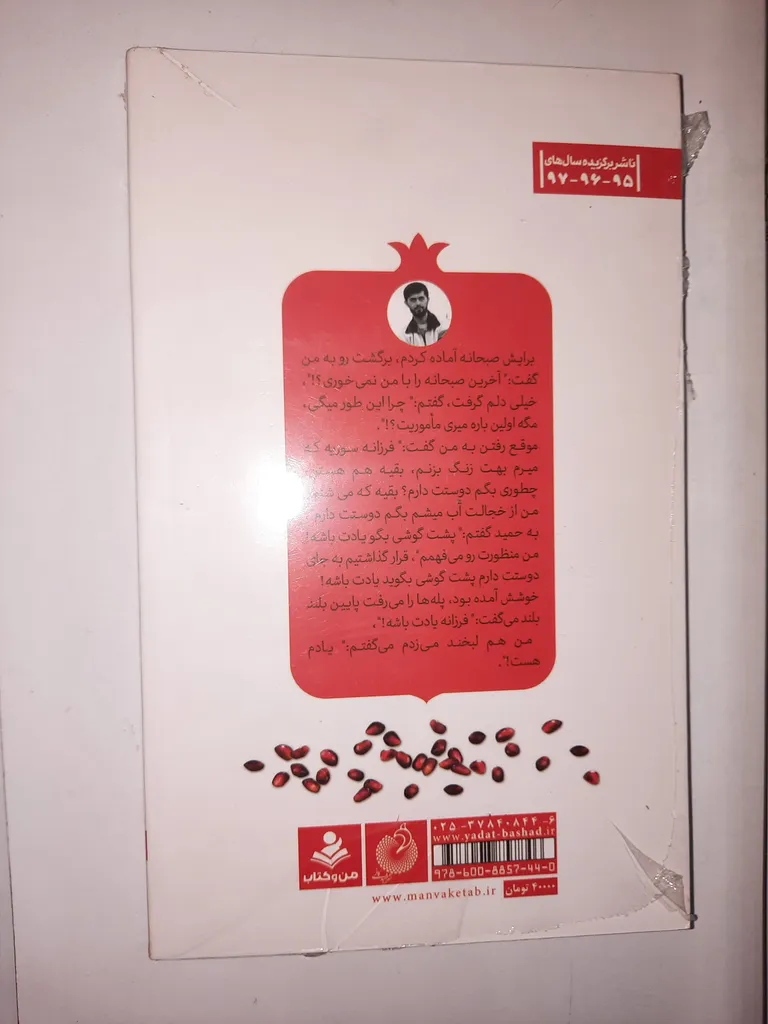 ناشر برگزیده سال‌های
۹۵-۹۶-۹۷
برایش صبحانه آماده کردم، برگشت رو به من
گفت:" آخرین صبحانه را با من نمی‌خوری؟!"،
خیلی دلم گرفت، گفتم:" چرا این طور میگی،
مگه اولین باره میری مأموریت؟!".
موقع رفتن به من گفت:" فرزانه سوریه که
میرم بهت زنگ بزنم، بقیه هم هستن،
چطوری بگم دوستت دارم؟ بقیه که می
من از خجالت آب میشم بگم دوستت دارم"
به حمید گفتم:" پشت گوشی بگو یادت باشه!
من منظورت رو می‌فهمم"، قرار گذاشتیم به جای
دوستت دارم پشت گوشی بگوید یادت باشه!
خوشش آمده بود، پله‌ها را می‌رفت پایین بلند
بلند می‌گفت:" فرزانه یادت باشه!".
من هم لبخند می‌زدم می‌گفتم:" یادم
هست!".
۰۲۵-۳۷۸۴۰۸۴۴-۶
www.yadat-bashad.ir
978-600-8857-44-0
۴۰۰۰۰ تومان
من و کتاب
www.manvaketab.ir